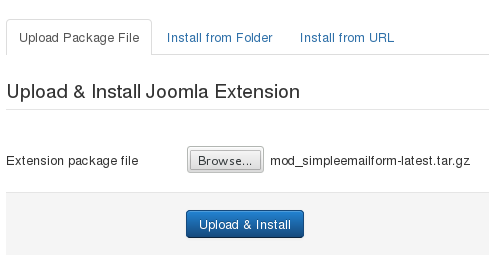 Upload Package File Install from Folder Install from URL
Upload & Install Joomla Extension
Extension package file Browse... mod_simpleemailform-latest.tar.gz
Upload & Install